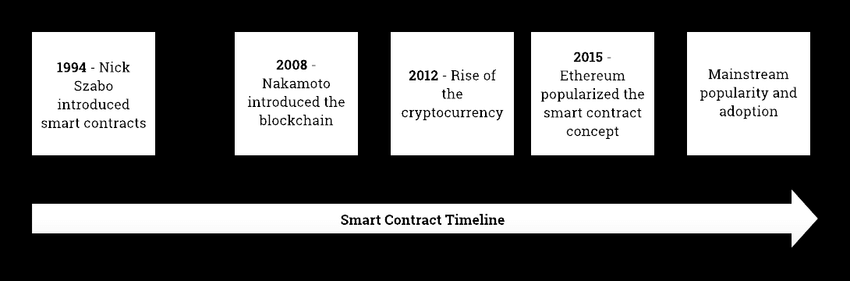 1994 - Nick
Szabo
introduced
smart contracts
2008 -
Nakamoto
introduced the
blockchain
2012 - Rise of
the
cryptocurrency
2015 -
Ethereum
popularized the
smart contract
concept
Mainstream
popularity and
adoption
Smart Contract Timeline